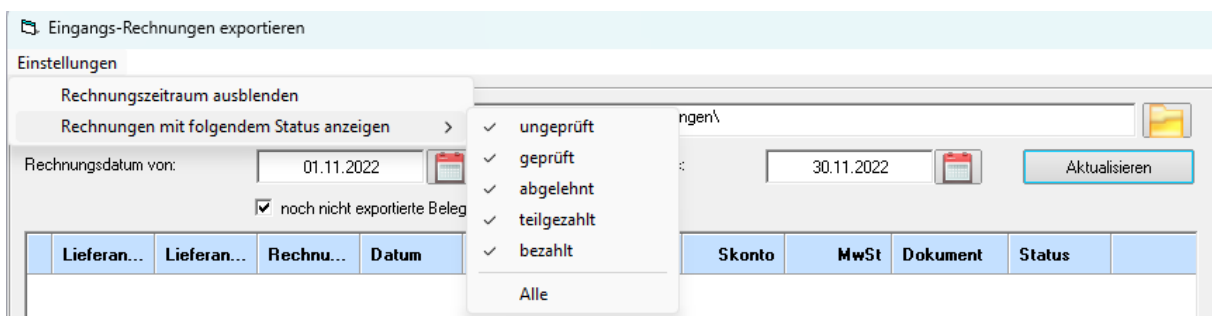 Eingangs-Rechnungen exportieren
Einstellungen
Rechnungszeitraum ausblenden
Rechnungen mit folgendem Status anzeigen
ungeprüft
geprüft
abgelehnt
teilgezahlt
bezahlt
Alle
ngen\
Rechnungsdatum von: 01.11.2022 30.11.2022 Aktualisieren
noch nicht exportierte Beleg
Lieferan... Lieferan... Rechnu... Datum Skonto MwSt Dokument Status